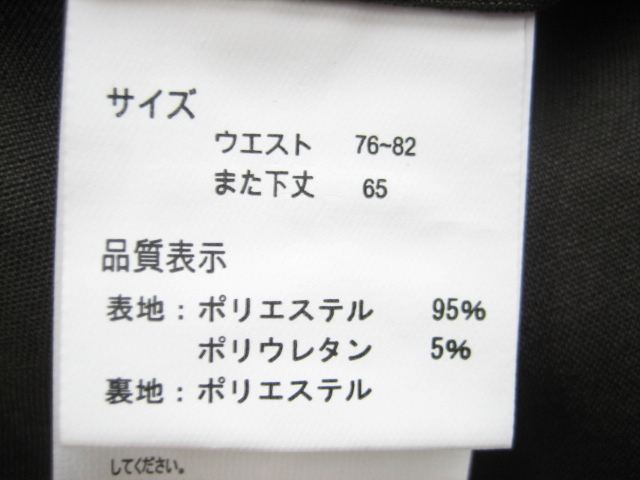 サイズ
ウエスト 76~82
また下丈 65
品質表示
表地：ポリエステル 95%
ポリウレタン 5%
裏地：ポリエステル
してください。